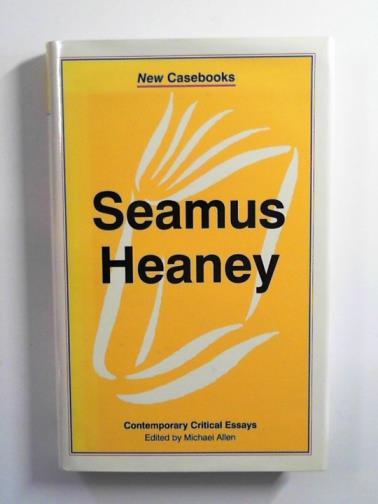 New Casebooks
Seamus
Heaney
Contemporary Critical Essays
Edited by Michael Allen